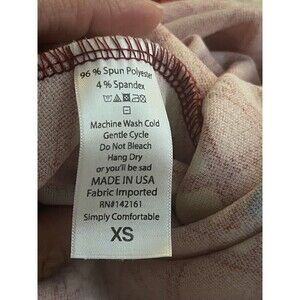 96 % Spun Polyester
4 % Spandex
Machine Wash Cold
Gentle Cycle
Do Not Bleach
Hang Dry
or you'll be sad
MADE IN USA
Fabric Imported
RN#142161
Simply Comfortable
XS